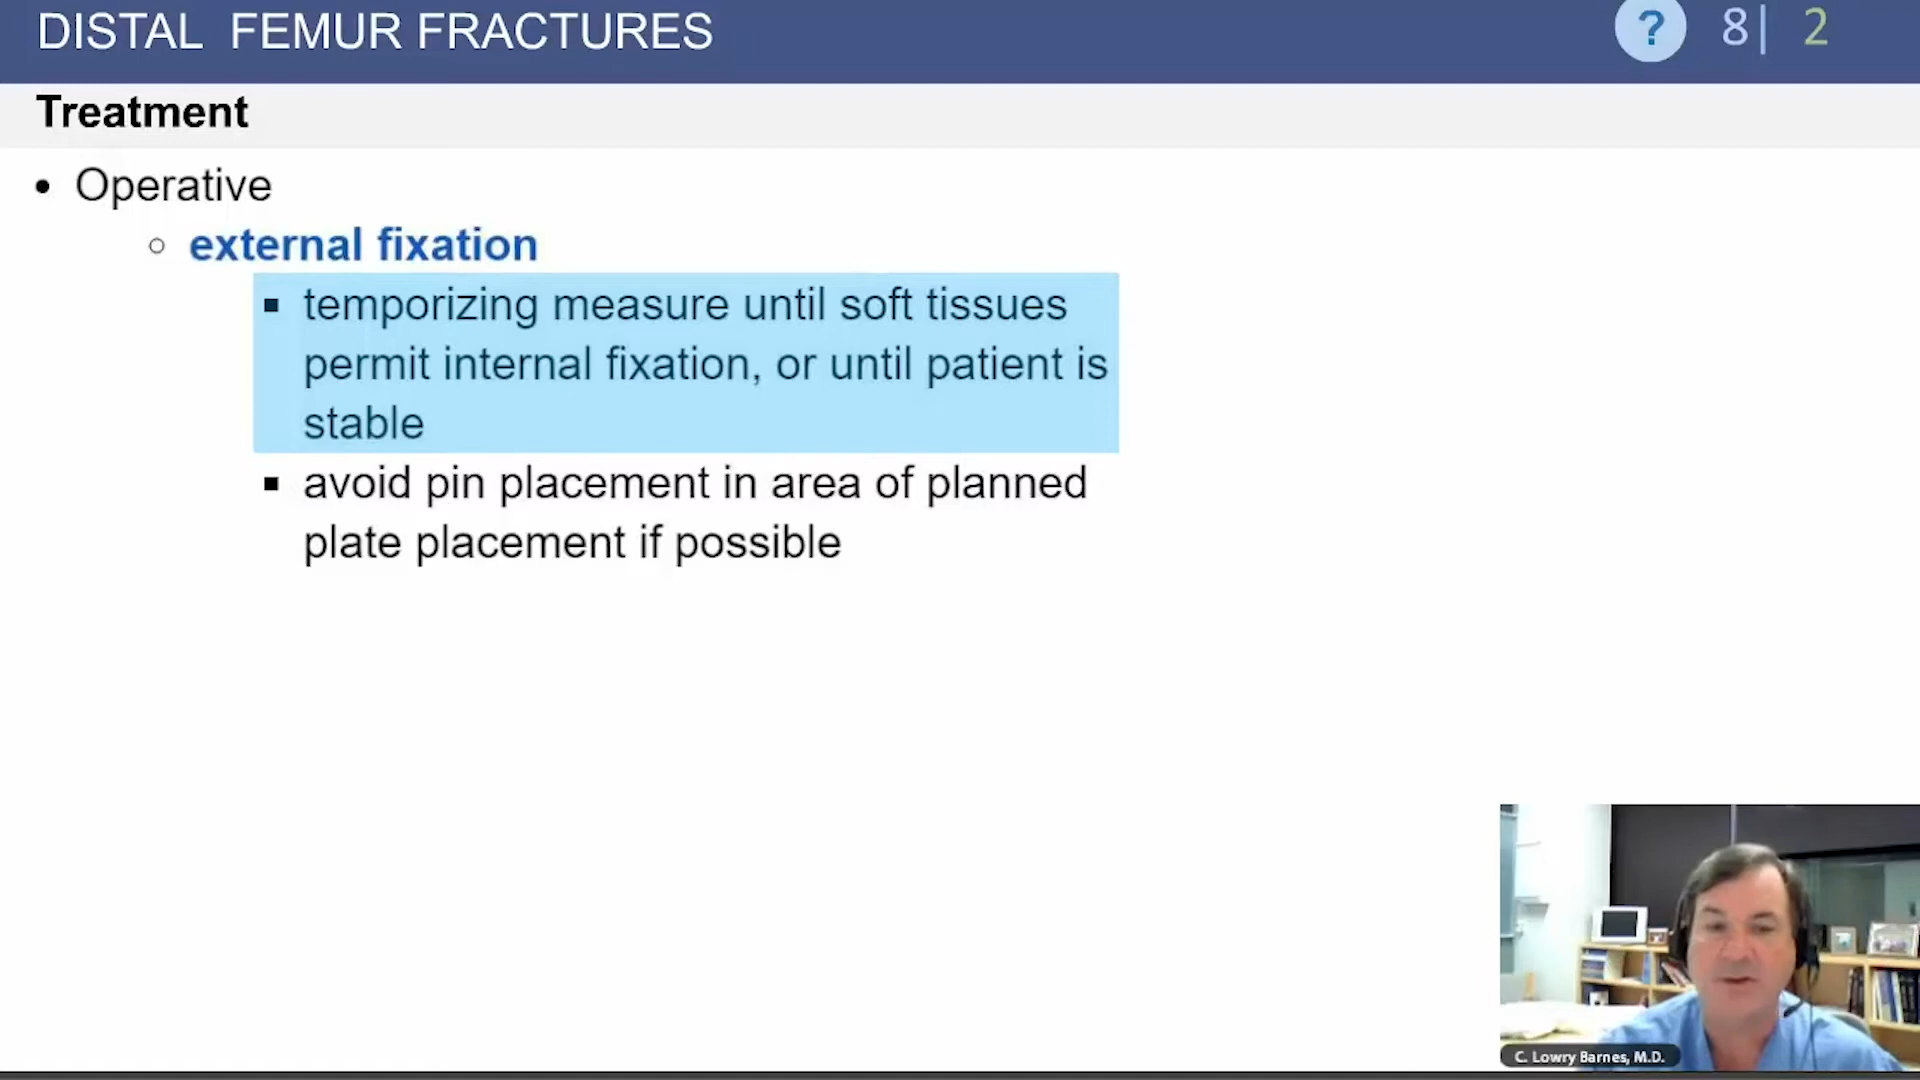 DISTAL FEMUR FRACTURES
? 8| 2
Treatment
• Operative
○ external fixation
▪ temporizing measure until soft tissues
permit internal fixation, or until patient is
stable
▪ avoid pin placement in area of planned
plate placement if possible
C. Lowry Barnes, M.D.